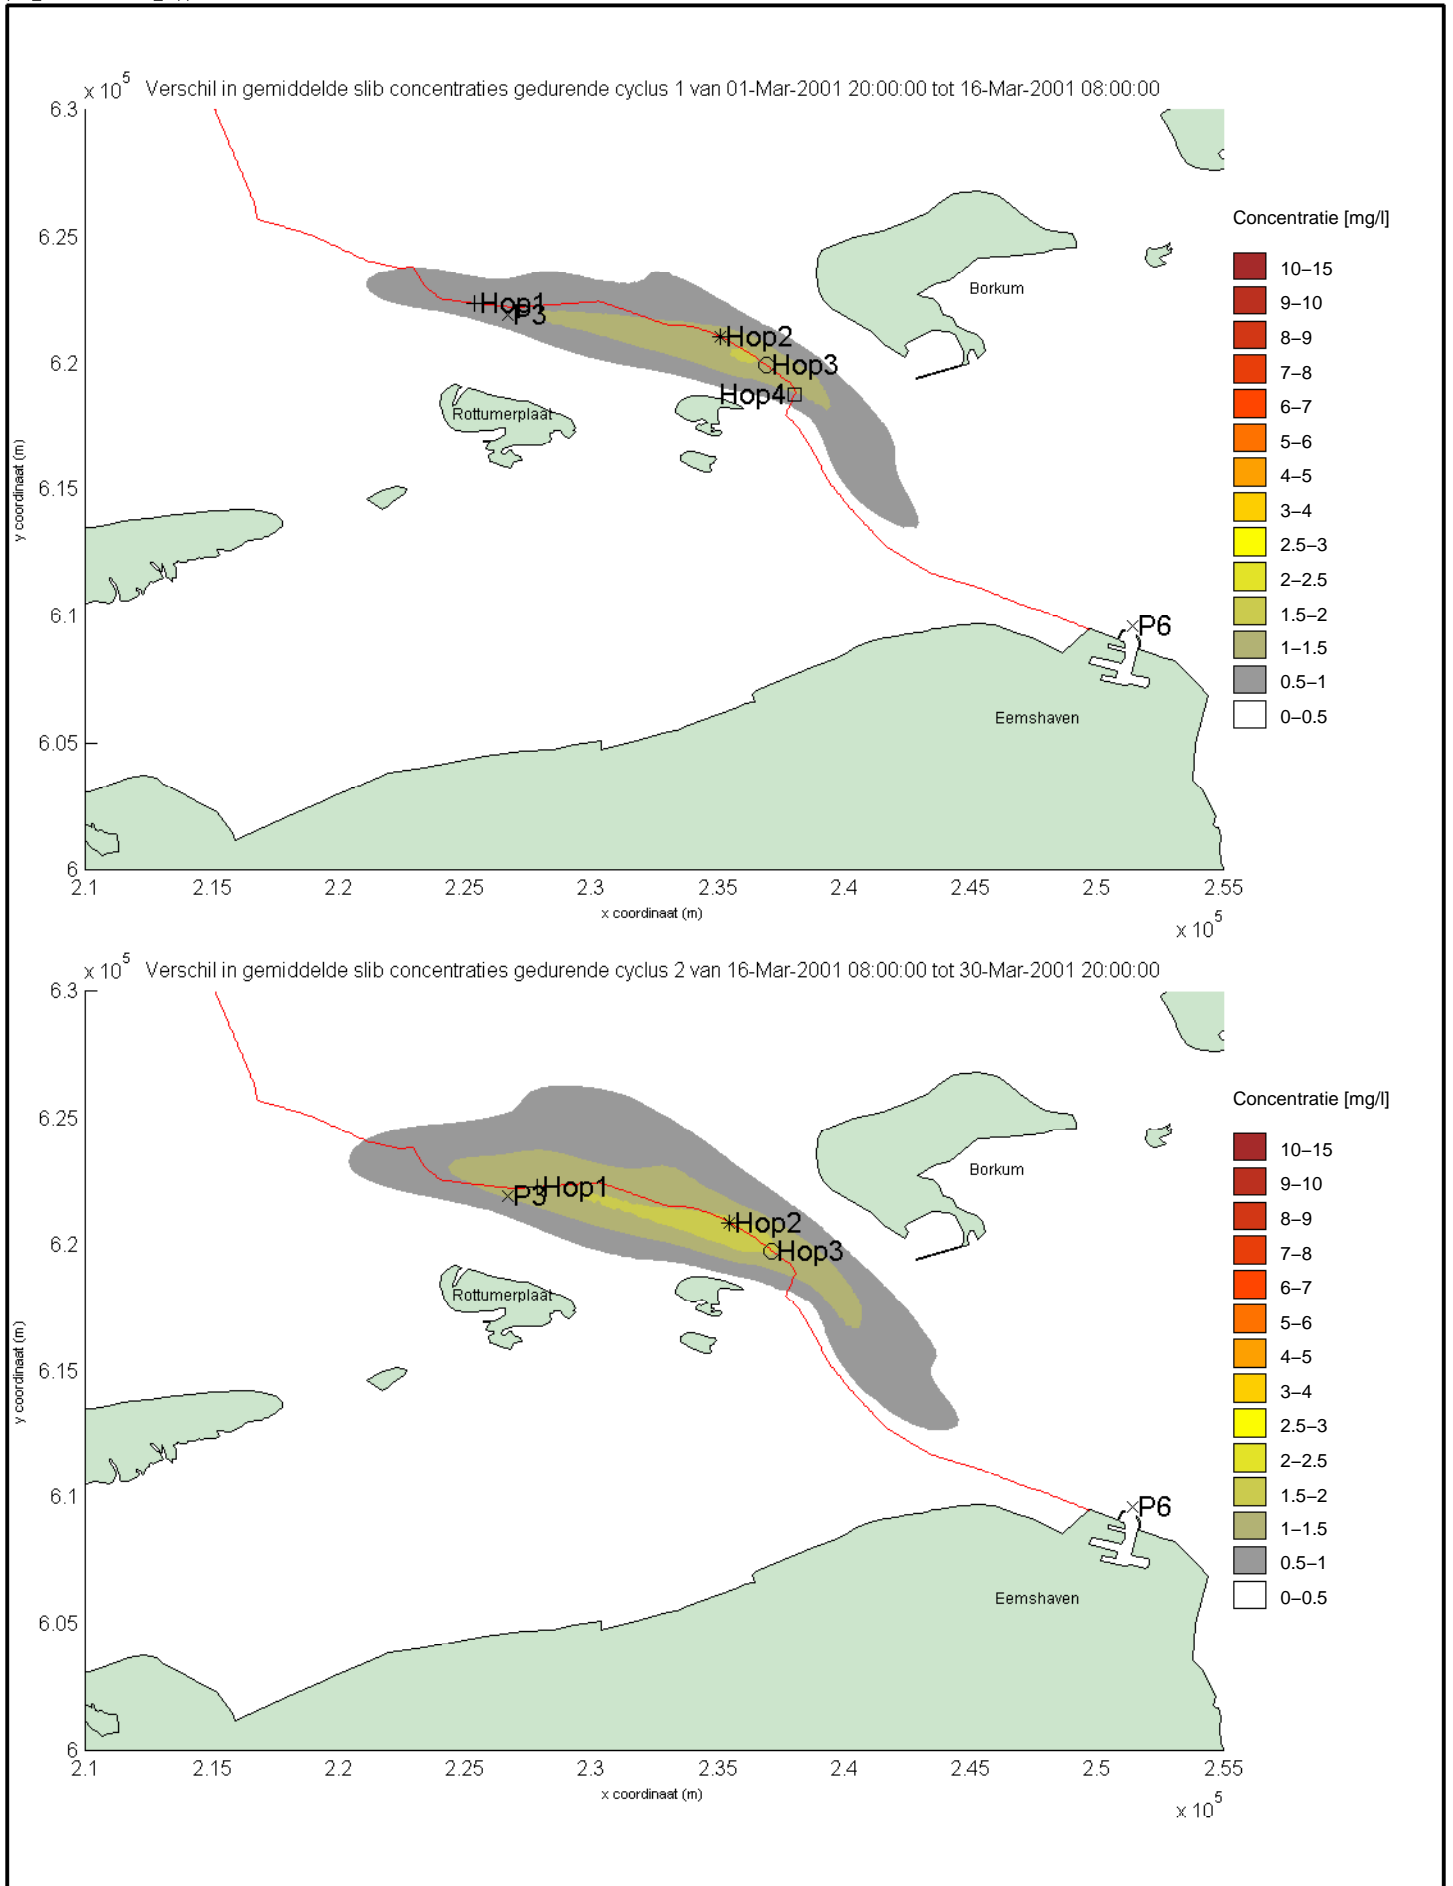 x 10^5 Verschil in gemiddelde slib concentraties gedurende cyclus 1 van 01-Mar-2001 20:00:00 tot 16-Mar-2001 08:00:00
6.3
6.25
6.2
6.15
6.1
6.05
6
y coordinaat (m)
Hop1
P3
Hop2
Hop3
Hop4
Borkum
Rottumerplaat
P6
Eemshaven
2.1 2.15 2.2 2.25 2.3 2.35 2.4 2.45 2.5 2.55
x coordinaat (m)
x 10^5
Concentratie [mg/l]
10–15
9–10
8–9
7–8
6–7
5–6
4–5
3–4
2.5–3
2–2.5
1.5–2
1–1.5
0.5–1
0–0.5
x 10^5 Verschil in gemiddelde slib concentraties gedurende cyclus 2 van 16-Mar-2001 08:00:00 tot 30-Mar-2001 20:00:00
6.3
6.25
6.2
6.15
6.1
6.05
6
y coordinaat (m)
P3
Hop1
Hop2
Hop3
Borkum
Rottumerplaat
P6
Eemshaven
2.1 2.15 2.2 2.25 2.3 2.35 2.4 2.45 2.5 2.55
x coordinaat (m)
x 10^5
Concentratie [mg/l]
10–15
9–10
8–9
7–8
6–7
5–6
4–5
3–4
2.5–3
2–2.5
1.5–2
1–1.5
0.5–1
0–0.5